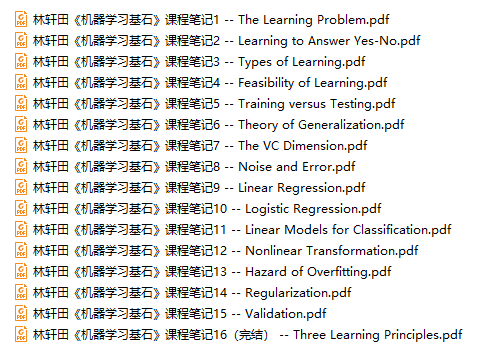 林轩田《机器学习基石》课程笔记1 -- The Learning Problem.pdf
林轩田《机器学习基石》课程笔记2 -- Learning to Answer Yes-No.pdf
林轩田《机器学习基石》课程笔记3 -- Types of Learning.pdf
林轩田《机器学习基石》课程笔记4 -- Feasibility of Learning.pdf
林轩田《机器学习基石》课程笔记5 -- Training versus Testing.pdf
林轩田《机器学习基石》课程笔记6 -- Theory of Generalization.pdf
林轩田《机器学习基石》课程笔记7 -- The VC Dimension.pdf
林轩田《机器学习基石》课程笔记8 -- Noise and Error.pdf
林轩田《机器学习基石》课程笔记9 -- Linear Regression.pdf
林轩田《机器学习基石》课程笔记10 -- Logistic Regression.pdf
林轩田《机器学习基石》课程笔记11 -- Linear Models for Classification.pdf
林轩田《机器学习基石》课程笔记12 -- Nonlinear Transformation.pdf
林轩田《机器学习基石》课程笔记13 -- Hazard of Overfitting.pdf
林轩田《机器学习基石》课程笔记14 -- Regularization.pdf
林轩田《机器学习基石》课程笔记15 -- Validation.pdf
林轩田《机器学习基石》课程笔记16（完结） -- Three Learning Principles.pdf